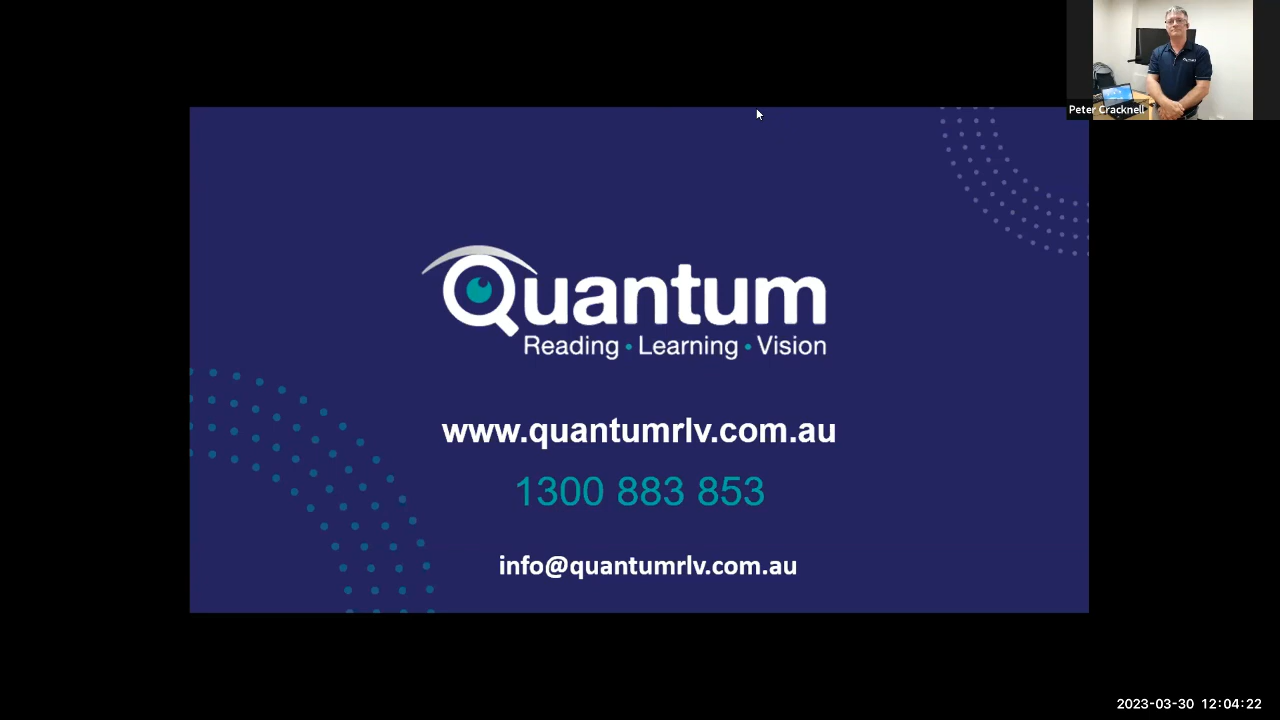 Peter Cracknell
Quantum
Reading • Learning • Vision
www.quantumrlv.com.au
1300 883 853
info@quantumrlv.com.au
2023-03-30 12:04:22